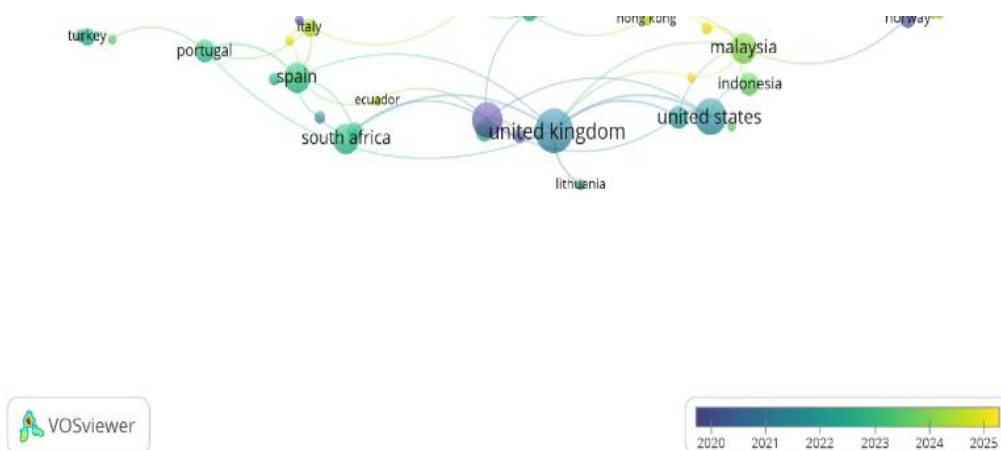 hong kong
norway
italy
turkey
portugal
malaysia
spain
indonesia
ecuador
united states
south africa
united kingdom
lithuania
VOSviewer
2020 2021 2022 2023 2024 2025